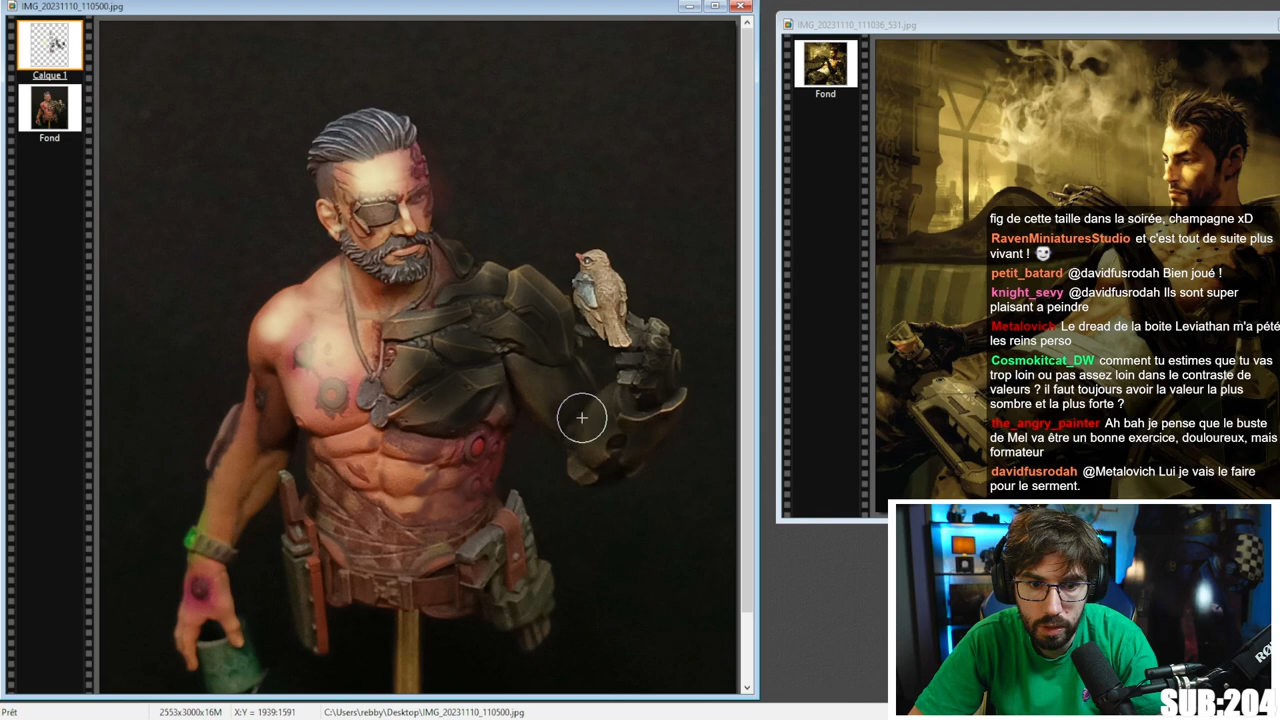 IMG_20231110_110500.jpg
Calque 1
Fond
IMG_20231110_111036_531.jpg
Fond
fig de cette taille dans la soirée, champagne xD
RavenMiniaturesStudio et c'est tout de suite plus
vivant !
petit_batard @davidfusrodah Bien joué !
knight_sevy @davidfusrodah Ils sont super
plaisant a peindre
Metalovich Le dread de la boite Leviathan m'a pété
les reins perso
Cosmokitcat_DW comment tu estimes que tu vas
trop loin ou pas assez loin dans le contraste de
valeurs ? il faut toujours avoir la valeur la plus
sombre et la plus forte ?
the_angry_painter Ah bah je pense que le buste
de Mel va être un bonne exercice, douloureux, mais
formateur
davidfusrodah @Metalovich Lui je vais le faire
pour le serment.
SUB:204
Prêt
2553x3000x16M
X:Y = 1939:1591
C:\Users\rebby\Desktop\IMG_20231110_110500.jpg